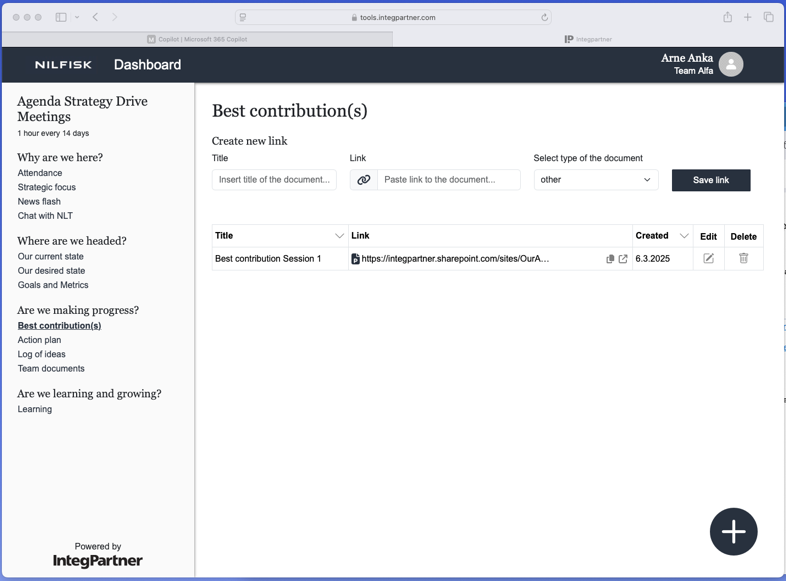 tools.integpartner.com
Copilot | Microsoft 365 Copilot
Integpartner
NILFISK
Dashboard
Arne Anka
Team Alfa
Agenda Strategy Drive
Meetings
1 hour every 14 days
Why are we here?
Attendance
Strategic focus
News flash
Chat with NLT
Where are we headed?
Our current state
Our desired state
Goals and Metrics
Are we making progress?
Best contribution(s)
Action plan
Log of ideas
Team documents
Are we learning and growing?
Learning
Powered by
IntegPartner
Best contribution(s)
Create new link
Title Link Select type of the document
Insert title of the document... Paste link to the document... other Save link
Title Link Created Edit Delete
Best contribution Session 1 https://integpartner.sharepoint.com/sites/OurA... 6.3.2025